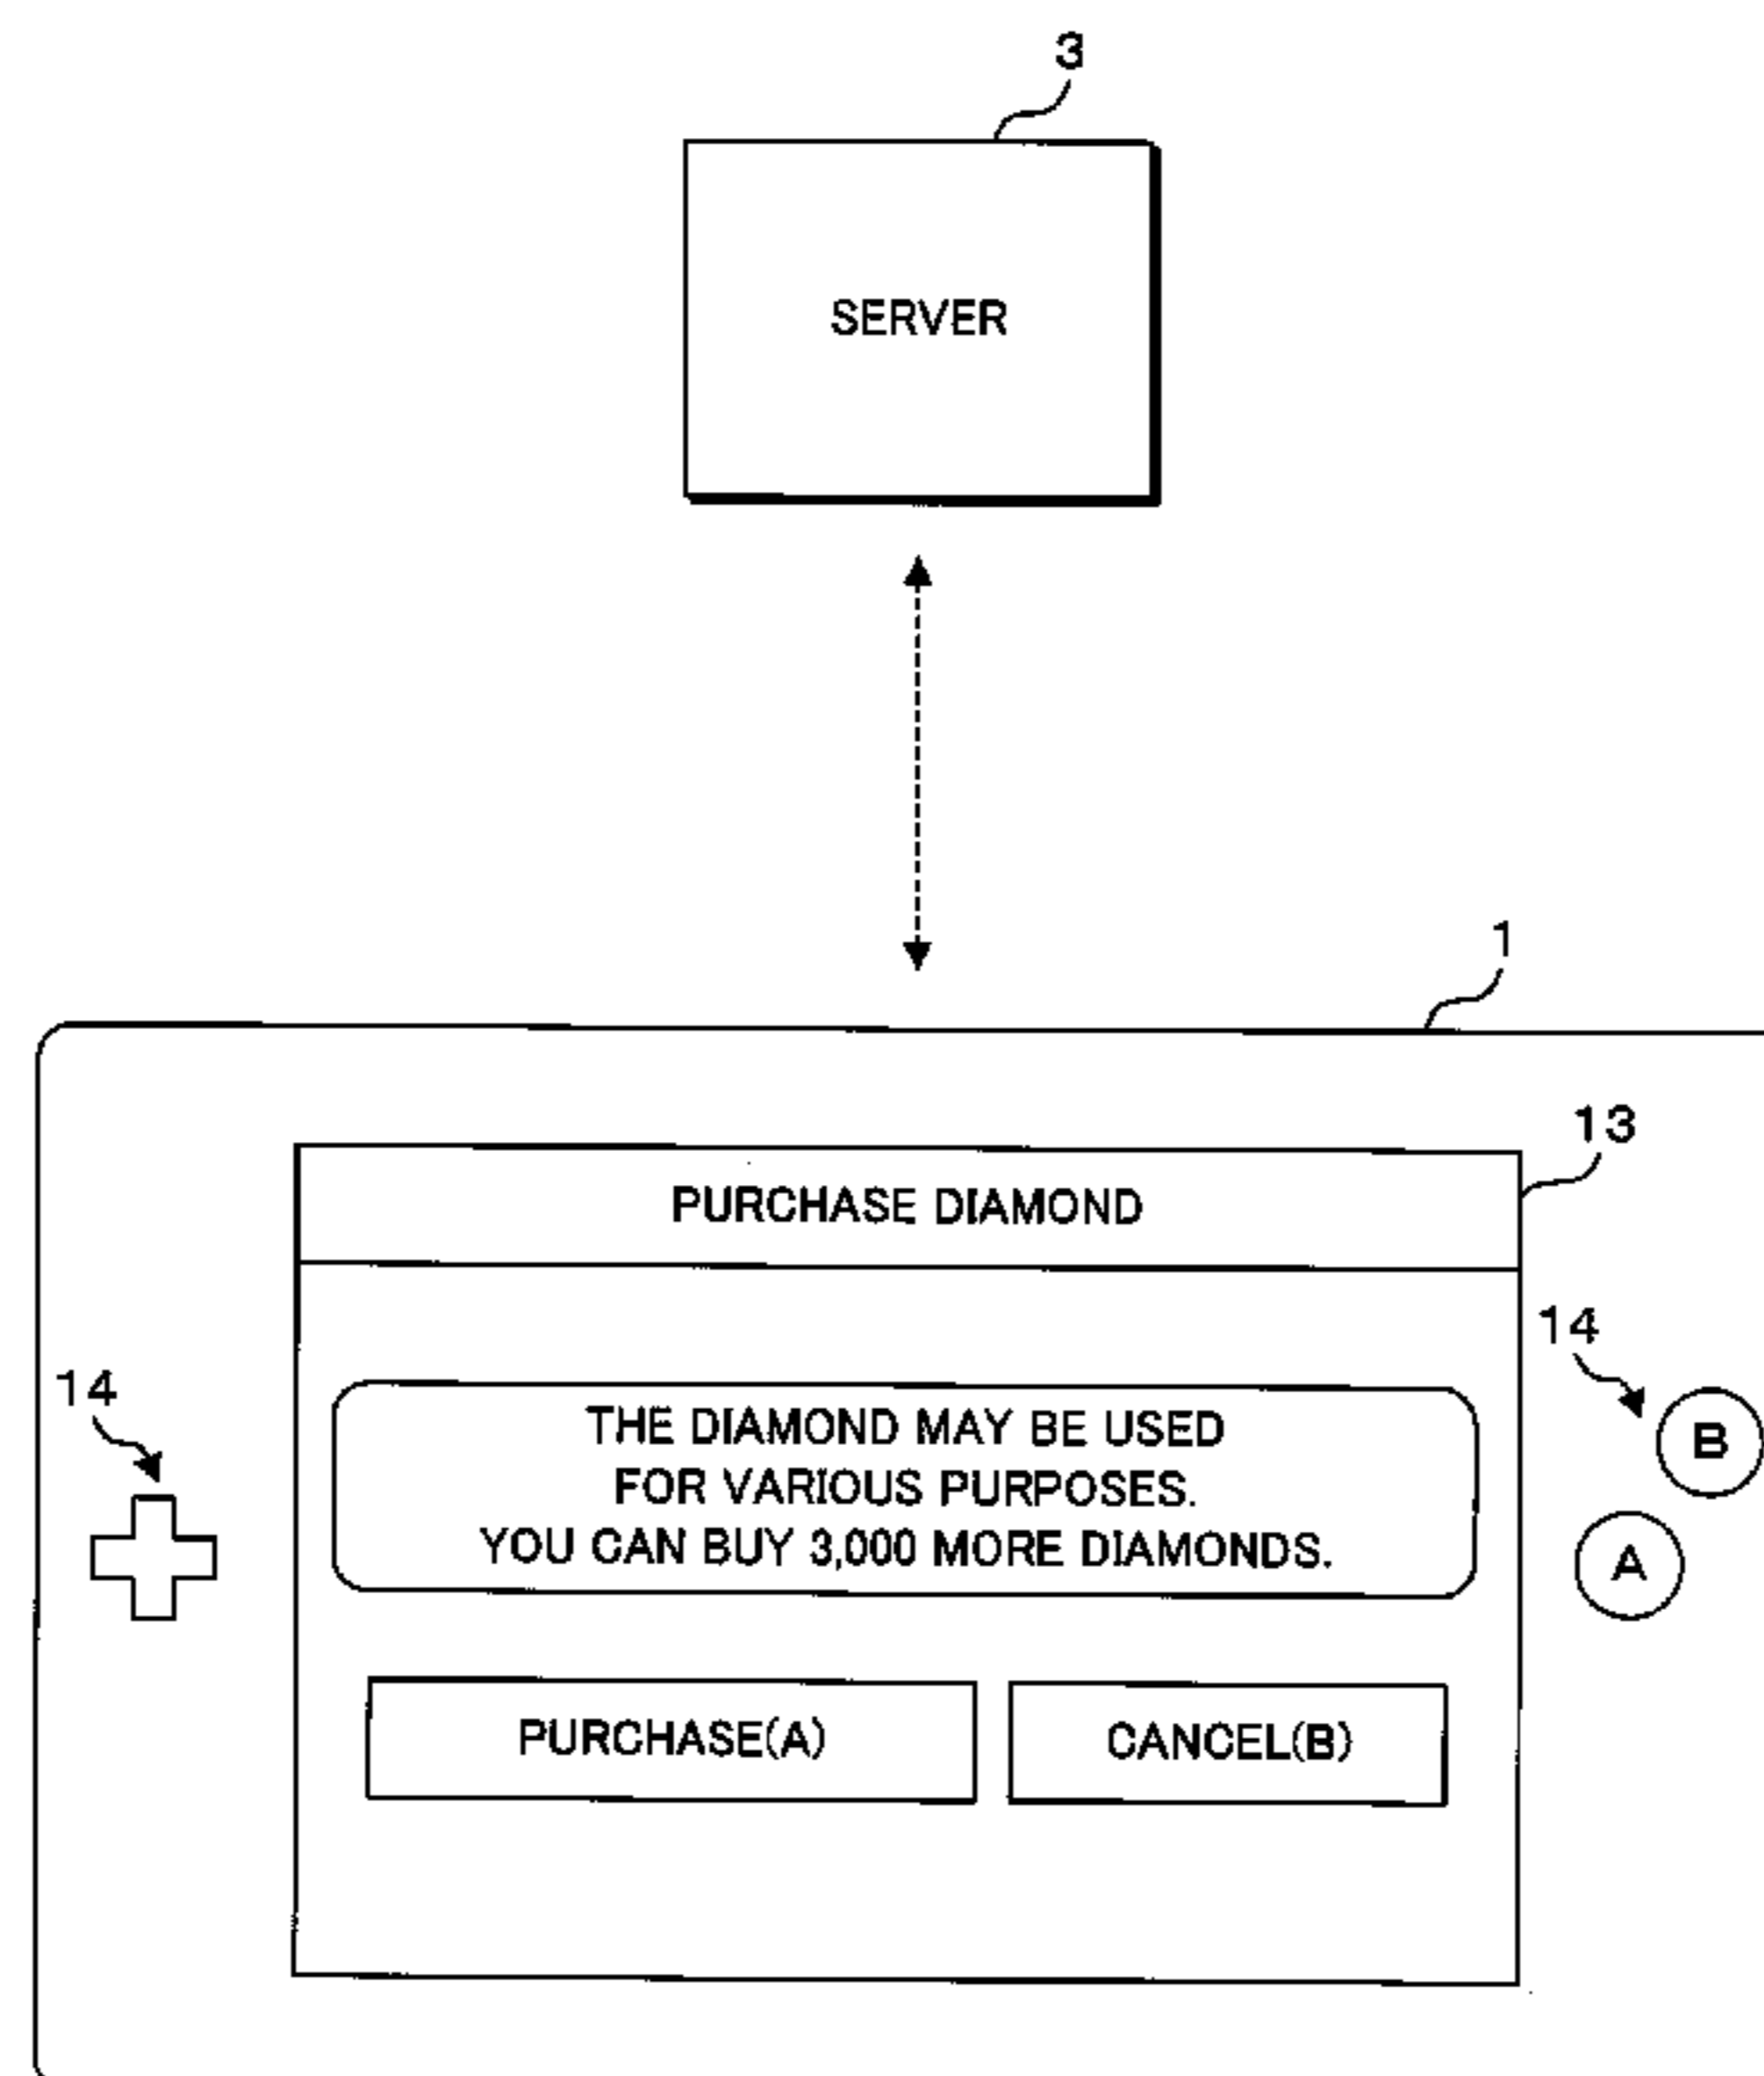 3
SERVER
1
13
PURCHASE DIAMOND
14
14
THE DIAMOND MAY BE USED
FOR VARIOUS PURPOSES.
YOU CAN BUY 3,000 MORE DIAMONDS.
B
A
PURCHASE(A)
CANCEL(B)